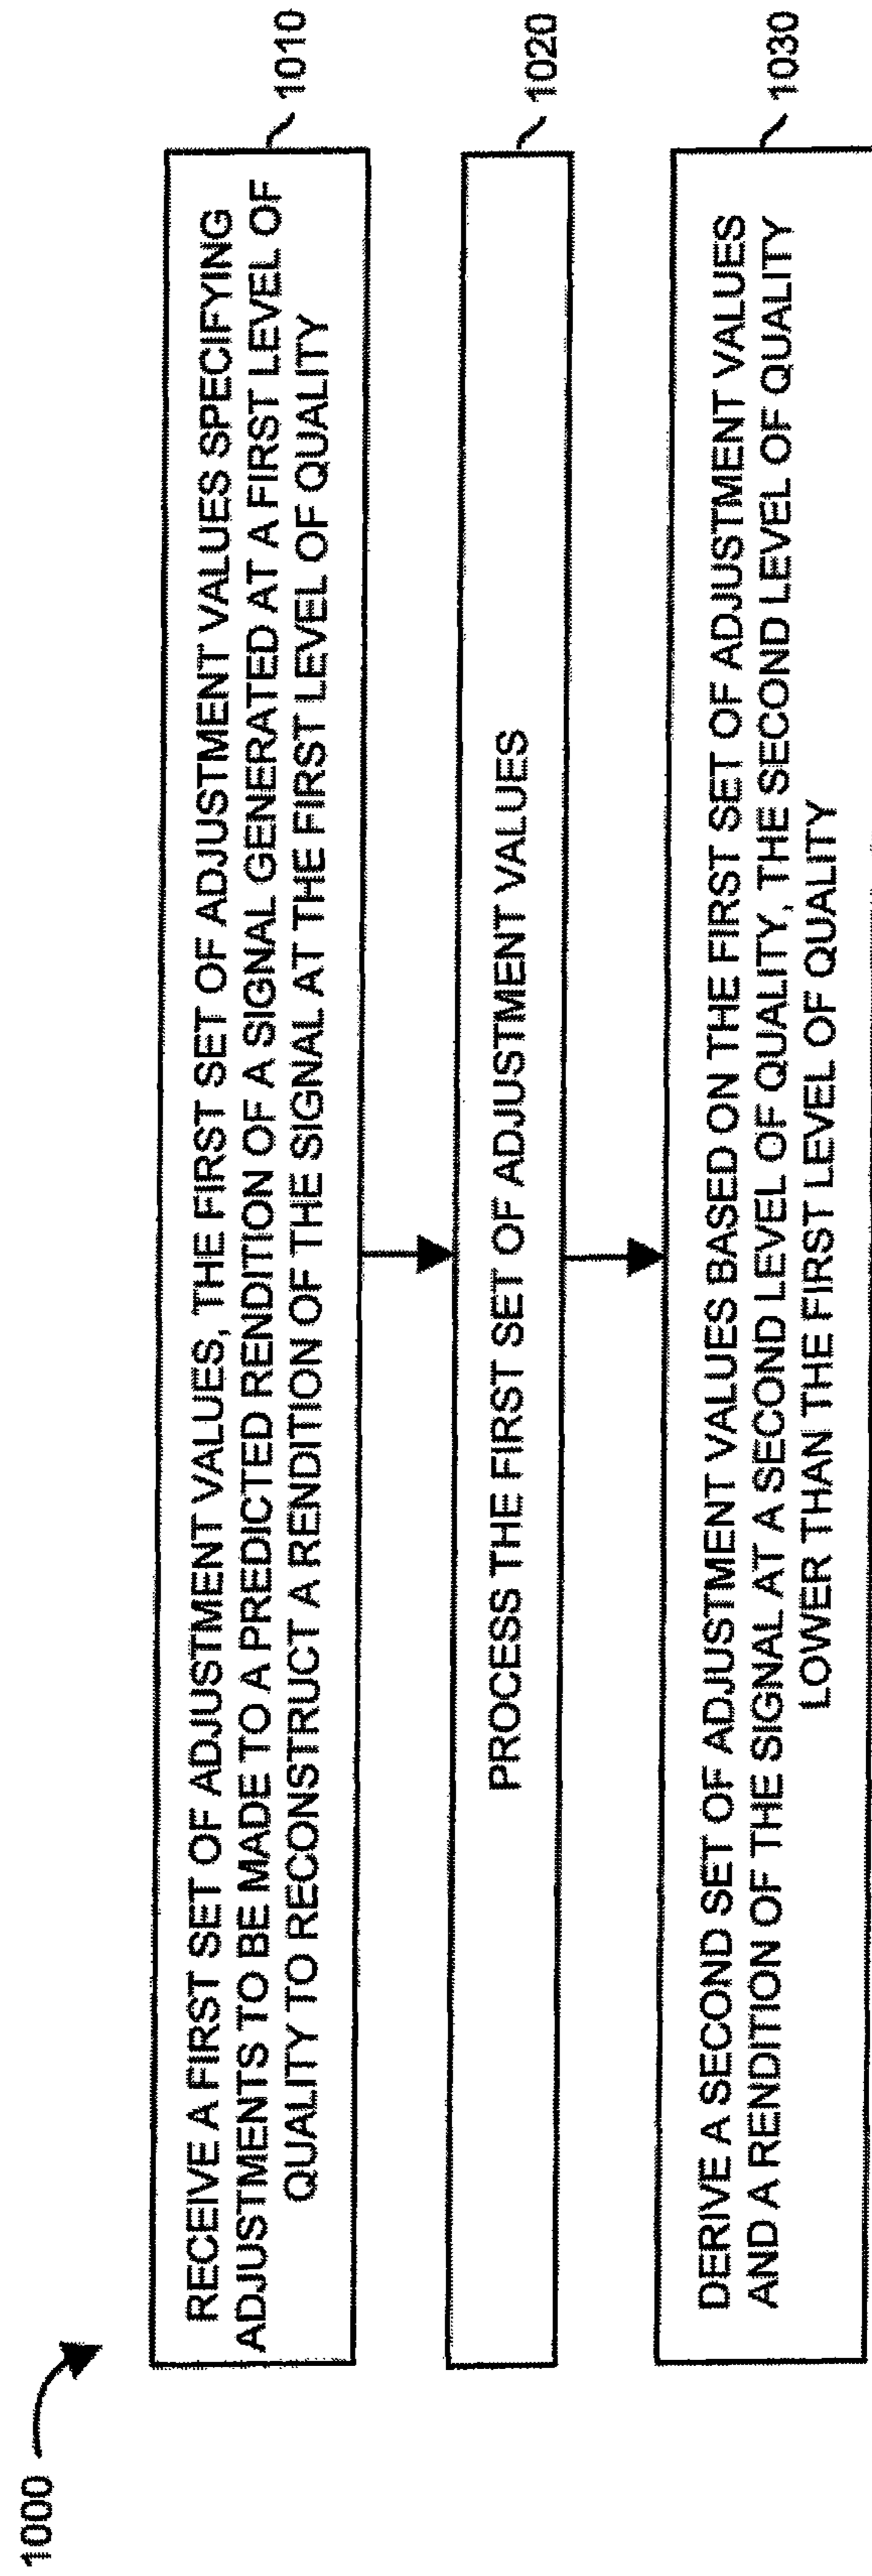 1000
RECEIVE A FIRST SET OF ADJUSTMENT VALUES, THE FIRST SET OF ADJUSTMENT VALUES SPECIFYING
ADJUSTMENTS TO BE MADE TO A PREDICTED RENDITION OF A SIGNAL GENERATED AT A FIRST LEVEL OF
QUALITY TO RECONSTRUCT A RENDITION OF THE SIGNAL AT THE FIRST LEVEL OF QUALITY
1010
PROCESS THE FIRST SET OF ADJUSTMENT VALUES
1020
DERIVE A SECOND SET OF ADJUSTMENT VALUES BASED ON THE FIRST SET OF ADJUSTMENT VALUES
AND A RENDITION OF THE SIGNAL AT A SECOND LEVEL OF QUALITY, THE SECOND LEVEL OF QUALITY
LOWER THAN THE FIRST LEVEL OF QUALITY
1030